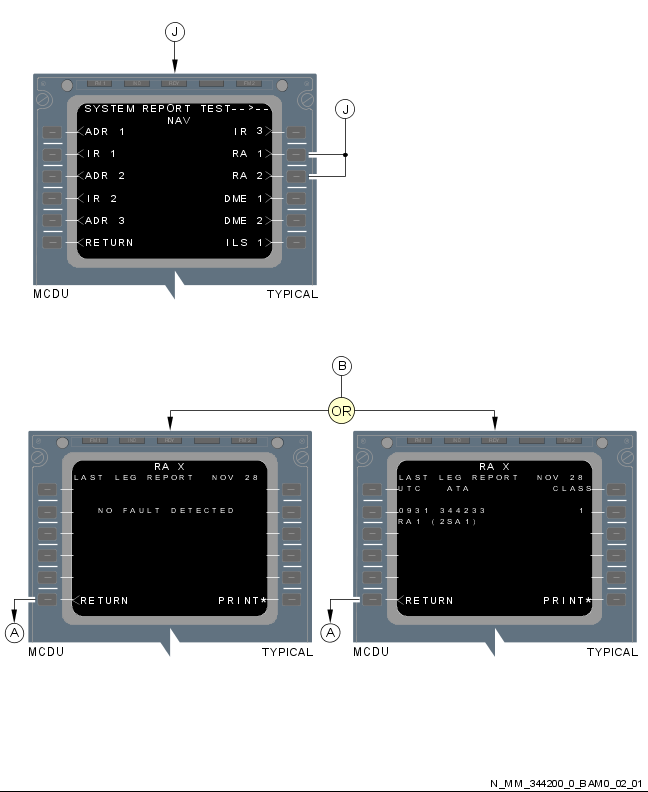 J
SYSTEM REPORT TEST-->--
NAV
<ADR 1 IR 3>
<IR 1 RA 1>
<ADR 2 RA 2>
<IR 2 DME 1>
<ADR 3 DME 2>
<RETURN ILS 1>
J
MCDU TYPICAL
B
OR
RA X
LAST LEG REPORT NOV 28
NO FAULT DETECTED
<RETURN PRINT*
A
MCDU TYPICAL
RA X
LAST LEG REPORT NOV 28
UTC ATA CLASS
0931 344233 1
RA1 (2SA1)
<RETURN PRINT*
A
MCDU TYPICAL
N_MM_344200_0_BAM0_02_01